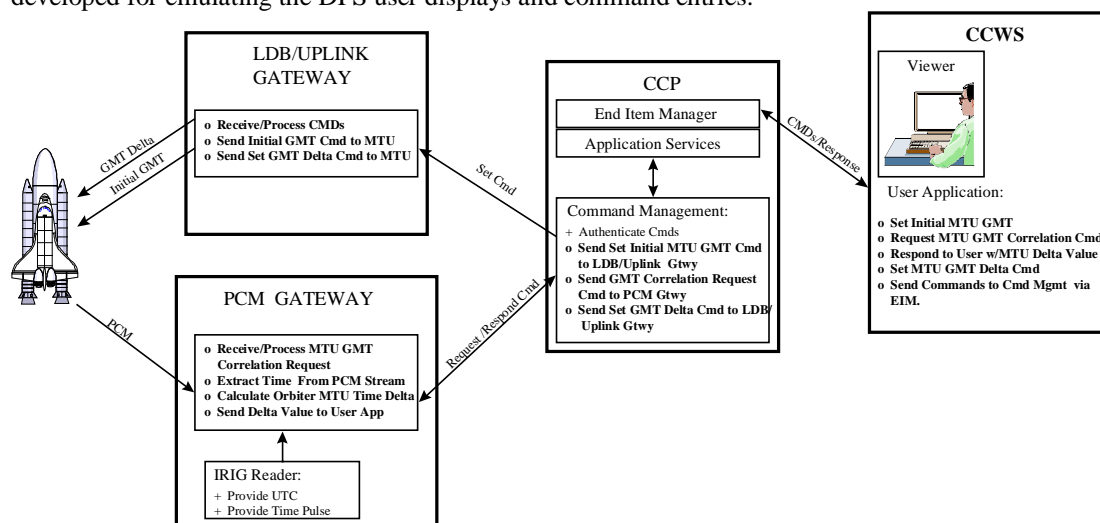 developed for emulating the DPS user displays and command entries.
LDB/UPLINK
GATEWAY
o Receive/Process CMDs
o Send Initial GMT Cmd to MTU
o Send Set GMT Delta Cmd to MTU
GMT Delta
Initial GMT
PCM
PCM GATEWAY
o Receive/Process MTU GMT
Correlation Request
o Extract Time From PCM Stream
o Calculate Orbiter MTU Time Delta
o Send Delta Value to User App
IRIG Reader:
+ Provide UTC
+ Provide Time Pulse
Set Cmd
Request /Respond Cmd
CCP
End Item Manager
Application Services
Command Management:
+ Authenticate Cmds
o Send Set Initial MTU GMT Cmd
to LDB/Uplink Gtwy
o Send GMT Correlation Request
Cmd to PCM Gtwy
o Send Set GMT Delta Cmd to LDB/
Uplink Gtwy
CMDs/Response
CCWS
Viewer
User Application:
o Set Initial MTU GMT
o Request MTU GMT Correlation Cmd
o Respond to User w/MTU Delta Value
o Set MTU GMT Delta Cmd
o Send Commands to Cmd Mgmt via
EIM.